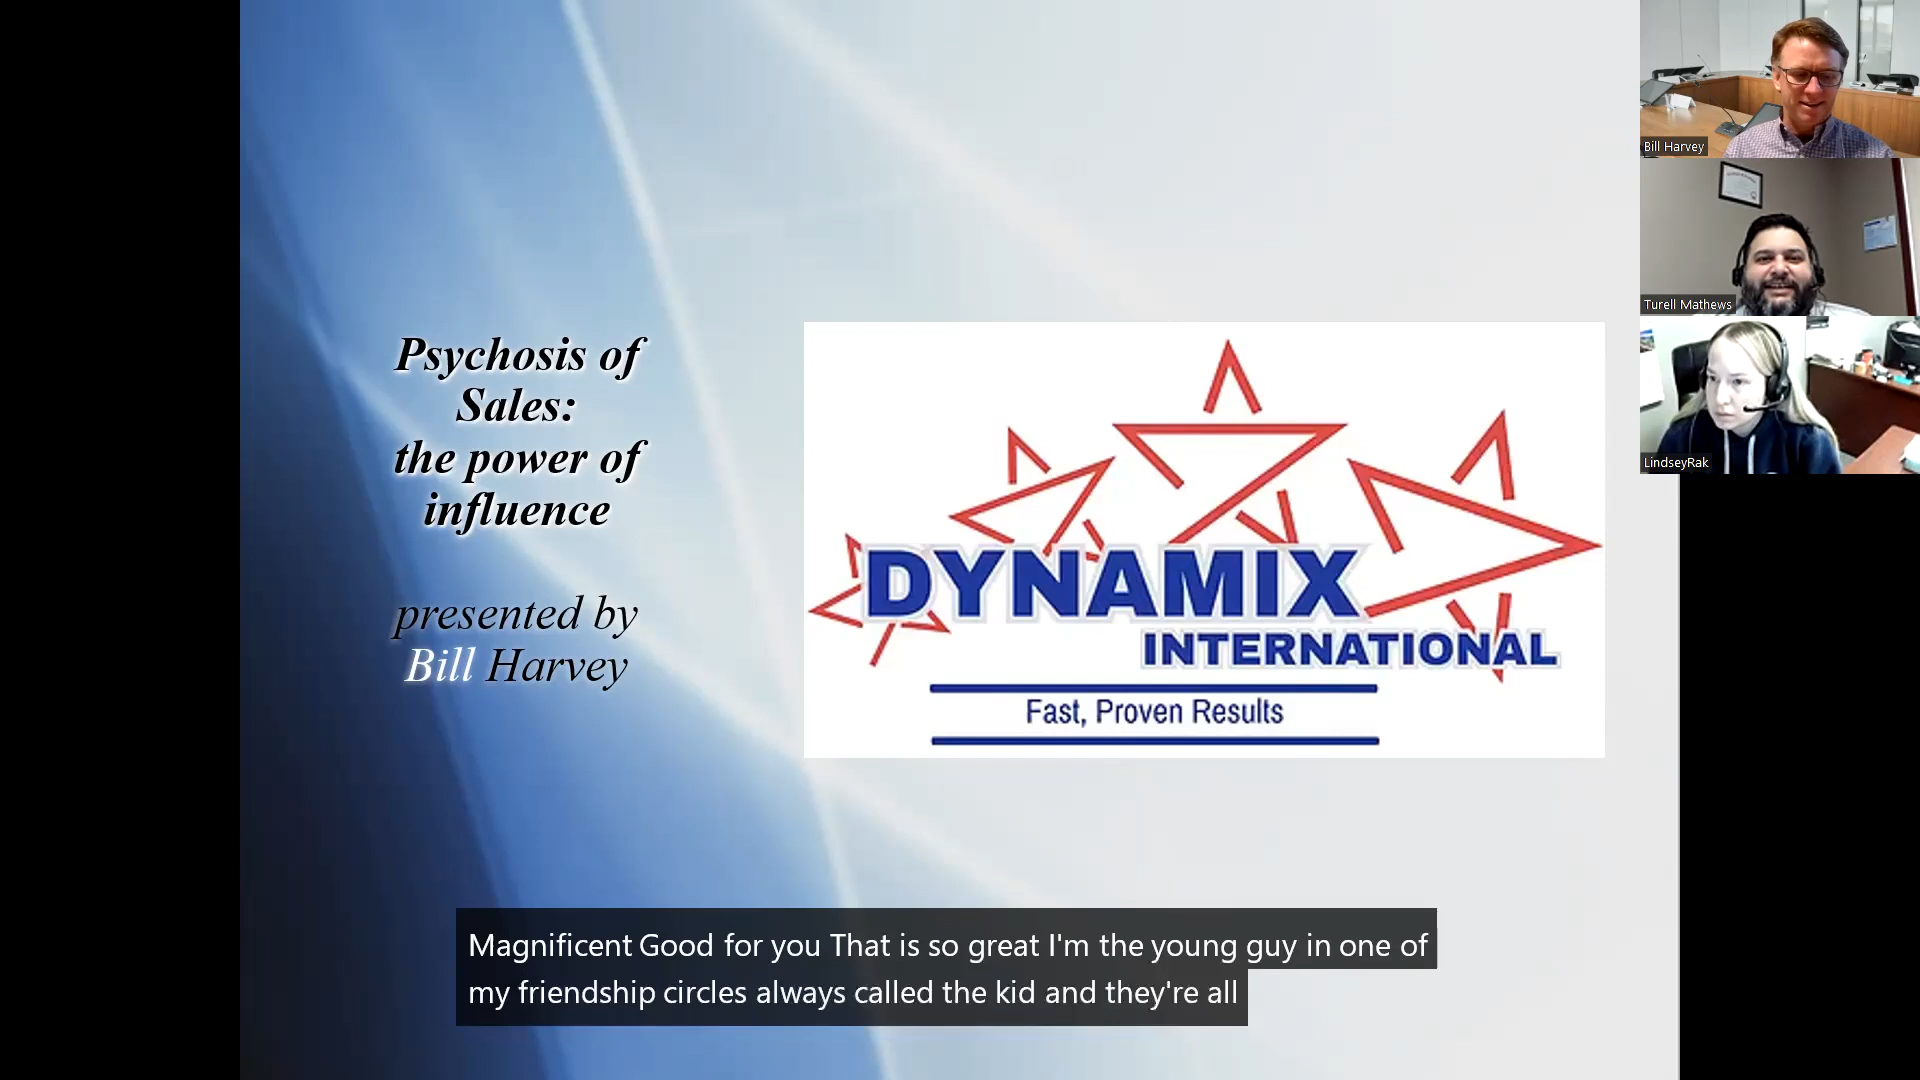 Psychosis of
Sales:
the power of
influence
presented by
Bill Harvey
DYNAMIX
INTERNATIONAL
Fast, Proven Results
Bill Harvey
Turell Mathews
LindseyRak
Magnificent Good for you That is so great I'm the young guy in one of
my friendship circles always called the kid and they're all